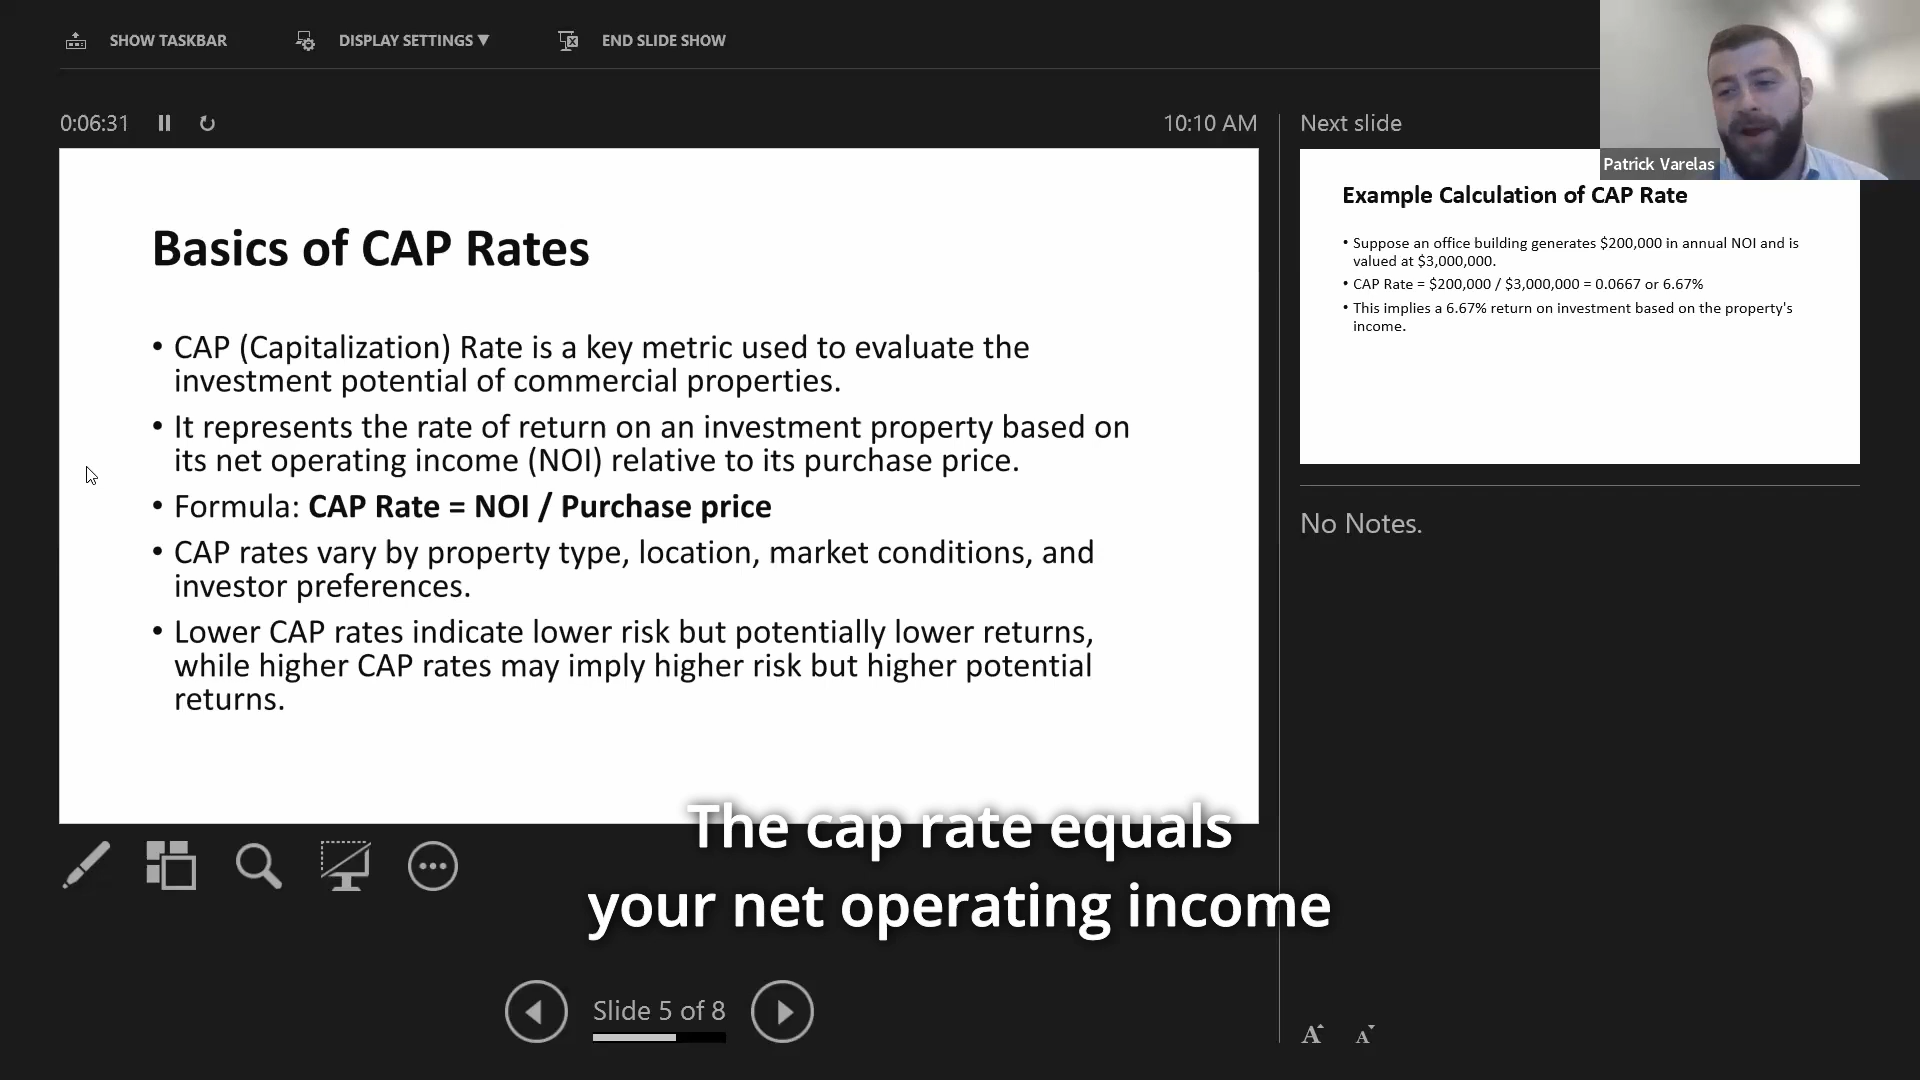 SHOW TASKBAR
DISPLAY SETTINGS ▼
END SLIDE SHOW
0:06:31
10:10 AM
Next slide
Patrick Varelas
Basics of CAP Rates
• CAP (Capitalization) Rate is a key metric used to evaluate the
investment potential of commercial properties.
• It represents the rate of return on an investment property based on
its net operating income (NOI) relative to its purchase price.
• Formula: CAP Rate = NOI / Purchase price
• CAP rates vary by property type, location, market conditions, and
investor preferences.
• Lower CAP rates indicate lower risk but potentially lower returns,
while higher CAP rates may imply higher risk but higher potential
returns.
Example Calculation of CAP Rate
• Suppose an office building generates $200,000 in annual NOI and is
valued at $3,000,000.
• CAP Rate = $200,000 / $3,000,000 = 0.0667 or 6.67%
• This implies a 6.67% return on investment based on the property's
income.
No Notes.
The cap rate equals
your net operating income
Slide 5 of 8
A A